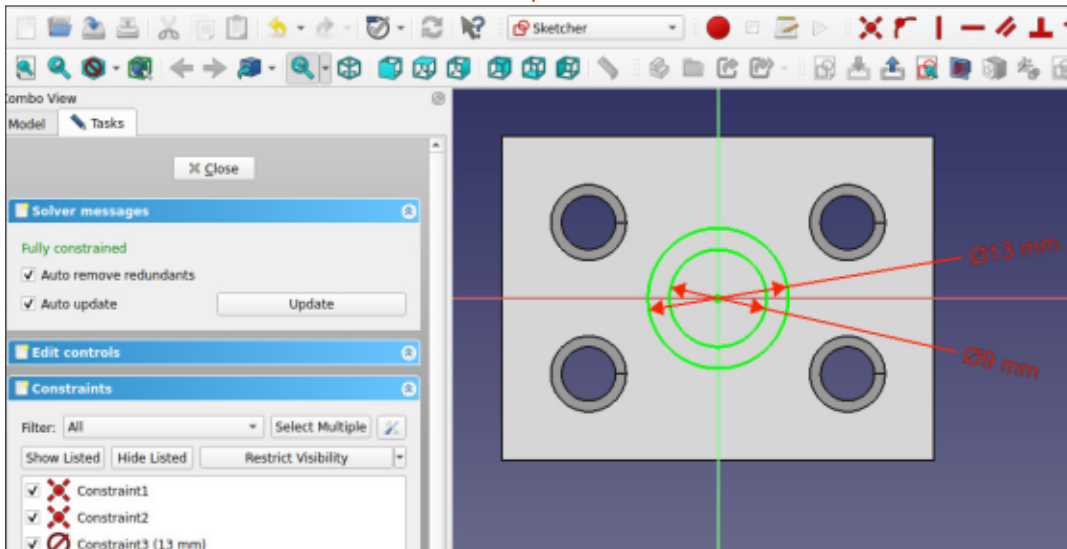 Sketcher
Combo View
Model
Tasks
Close
Solver messages
Fully constrained
Auto remove redundants
Auto update
Update
Edit controls
Constraints
Filter: All
Select Multiple
Show Listed
Hide Listed
Restrict Visibility
Constraint1
Constraint2
Constraint3 (13 mm)
Ø13 mm
Ø9 mm